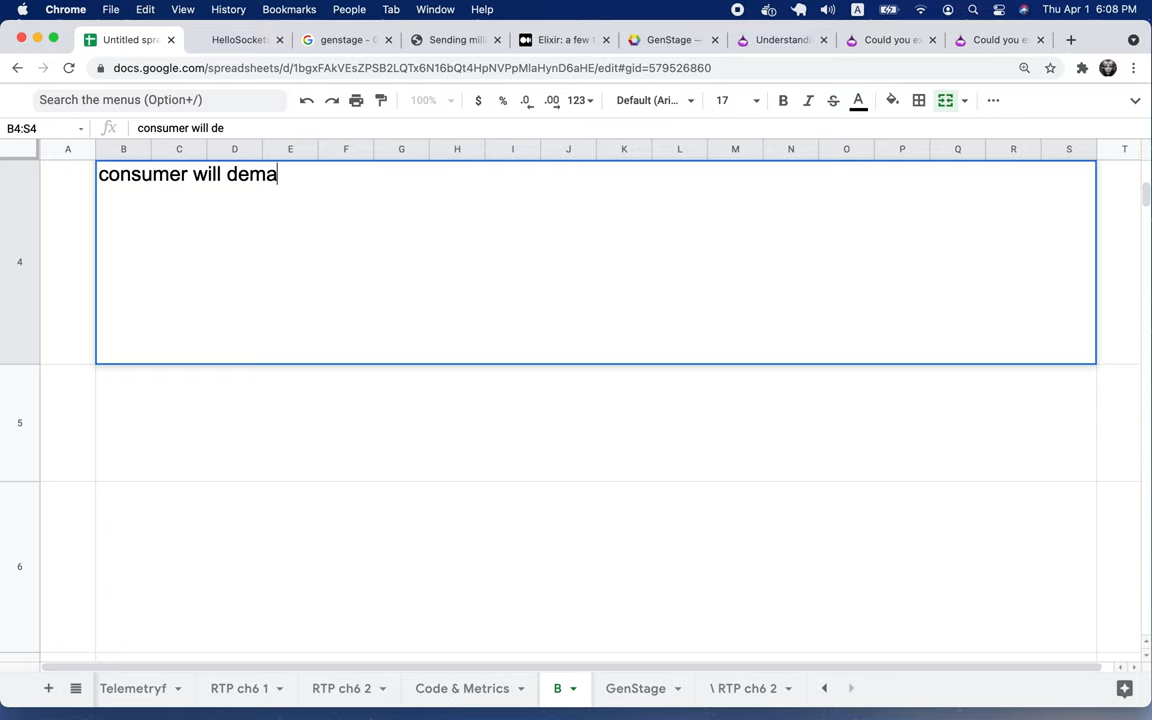 Chrome File Edit View History Bookmarks People Tab Window Help A Thu Apr 1 6:08 PM
Untitled spre HelloSocket genstage - Sending mill Elixir: a few t GenStage — Understandi Could you e Could you e
docs.google.com/spreadsheets/d/1bgxFAkVEsZPSB2LQTx6N16bQt4HpNVPpMlaHynD6aHE/edit#gid=579526860
Search the menus (Option+/) 100% $ % .0 .00 123 Default (Ari... 17 B I S A
B4:S4 fx consumer will de
A B C D E F G H I J K L M N O P Q R S T
consumer will dema
4
5
6
Telemetryf RTP ch6 1 RTP ch6 2 Code & Metrics B GenStage \ RTP ch6 2